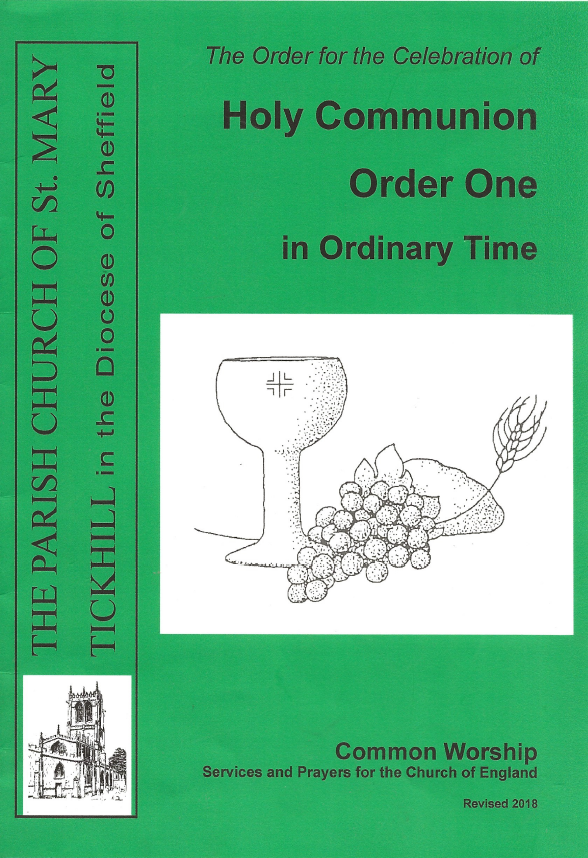 The Order for the Celebration of
Holy Communion
Order One
in Ordinary Time
THE PARISH CHURCH OF St. MARY
TICKHILL in the Diocese of Sheffield
Common Worship
Services and Prayers for the Church of England
Revised 2018